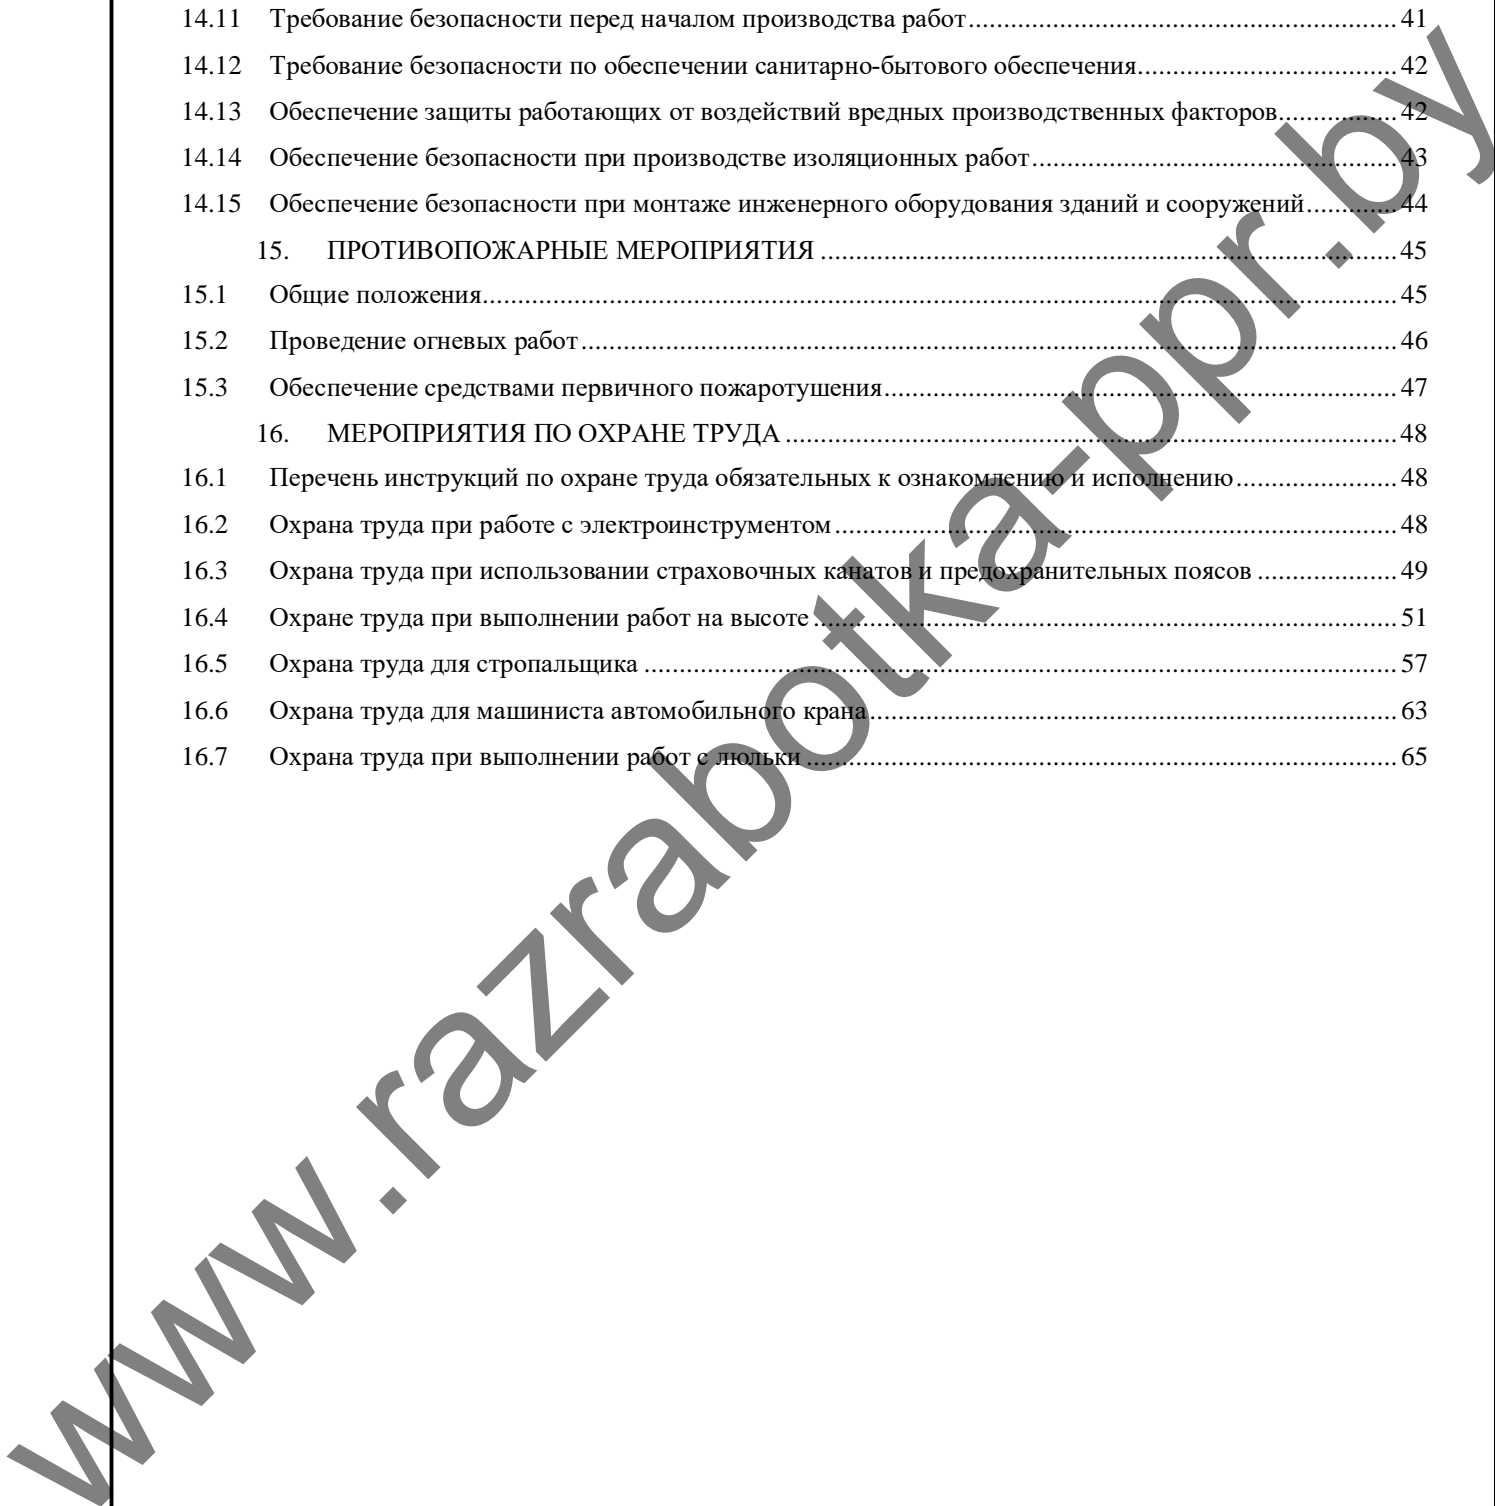 14.11 Требование безопасности перед началом производства работ 41
14.12 Требование безопасности по обеспечении санитарно-бытового обеспечения 42
14.13 Обеспечение защиты работающих от воздействий вредных производственных факторов 42
14.14 Обеспечение безопасности при производстве изоляционных работ 43
14.15 Обеспечение безопасности при монтаже инженерного оборудования зданий и сооружений 44
15. ПРОТИВОПОЖАРНЫЕ МЕРОПРИЯТИЯ 45
15.1 Общие положения 45
15.2 Проведение огневых работ 46
15.3 Обеспечение средствами первичного пожаротушения 47
16. МЕРОПРИЯТИЯ ПО ОХРАНЕ ТРУДА 48
16.1 Перечень инструкций по охране труда обязательных к ознакомлению и исполнению 48
16.2 Охрана труда при работе с электроинструментом 48
16.3 Охрана труда при использовании страховочных канатов и предохранительных поясов 49
16.4 Охране труда при выполнении работ на высоте 51
16.5 Охрана труда для стропальщика 57
16.6 Охрана труда для машиниста автомобильного крана 63
16.7 Охрана труда при выполнении работ с люльки 65
www.razrabotka-ppr.by